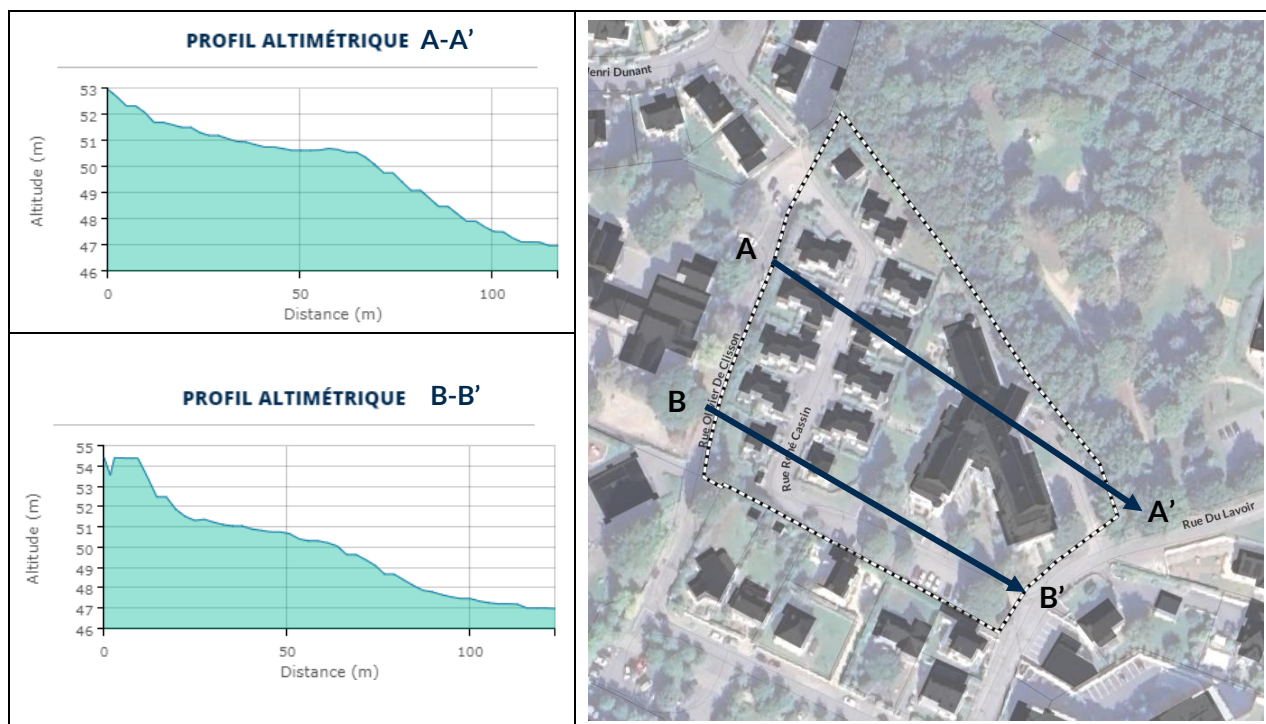 PROFIL ALTIMÉTRIQUE A-A’
53
52
51
50
49
48
47
46
Altitude (m)
0 50 100
Distance (m)
PROFIL ALTIMÉTRIQUE B-B’
55
54
53
52
51
50
49
48
47
46
Altitude (m)
0 50 100
Distance (m)
Henri Dunant
A
B
Rue Olivier De Clisson
Rue René Cassin
A’
Rue Du Lavoir
B’